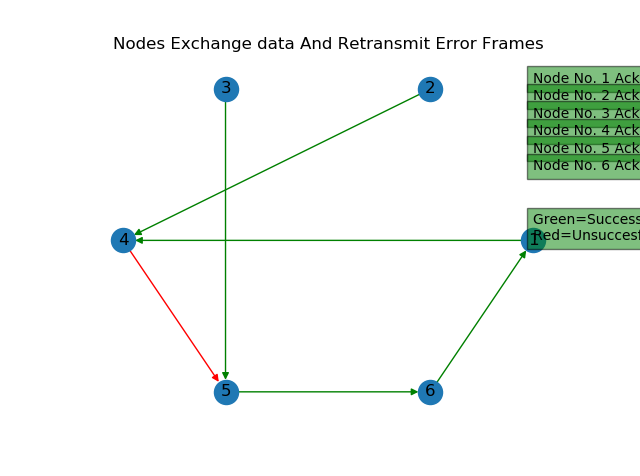 Nodes Exchange data And Retransmit Error Frames
3
2
Node No. 1 Ack
Node No. 2 Ack
Node No. 3 Ack
Node No. 4 Ack
Node No. 5 Ack
Node No. 6 Ack
Green=Success
Red=Unsuccesf
4
1
5
6